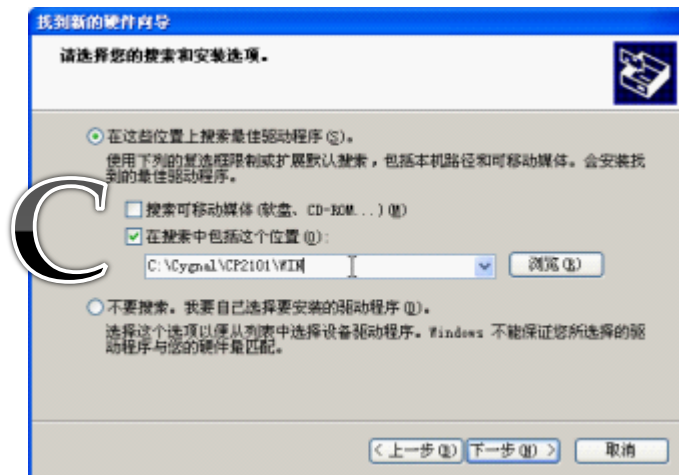 找到新的硬件向导
请选择您的搜索和安装选项。
在这些位置上搜索最佳驱动程序(S)。
使用下列的复选框限制或扩展默认搜索，包括本机路径和可移动媒体。会安装找
到的最佳驱动程序。
C
搜索可移动媒体(软盘、CD-ROM...)(M)
在搜索中包括这个位置(O):
C:\Cygnal\CP2101\WIN
浏览(R)
不要搜索。我要自己选择要安装的驱动程序(D)。
选择这个选项以便从列表中选择设备驱动程序。Windows 不能保证您所选择的驱
动程序与您的硬件最匹配。
<上一步(B) 下一步(N) > 取消